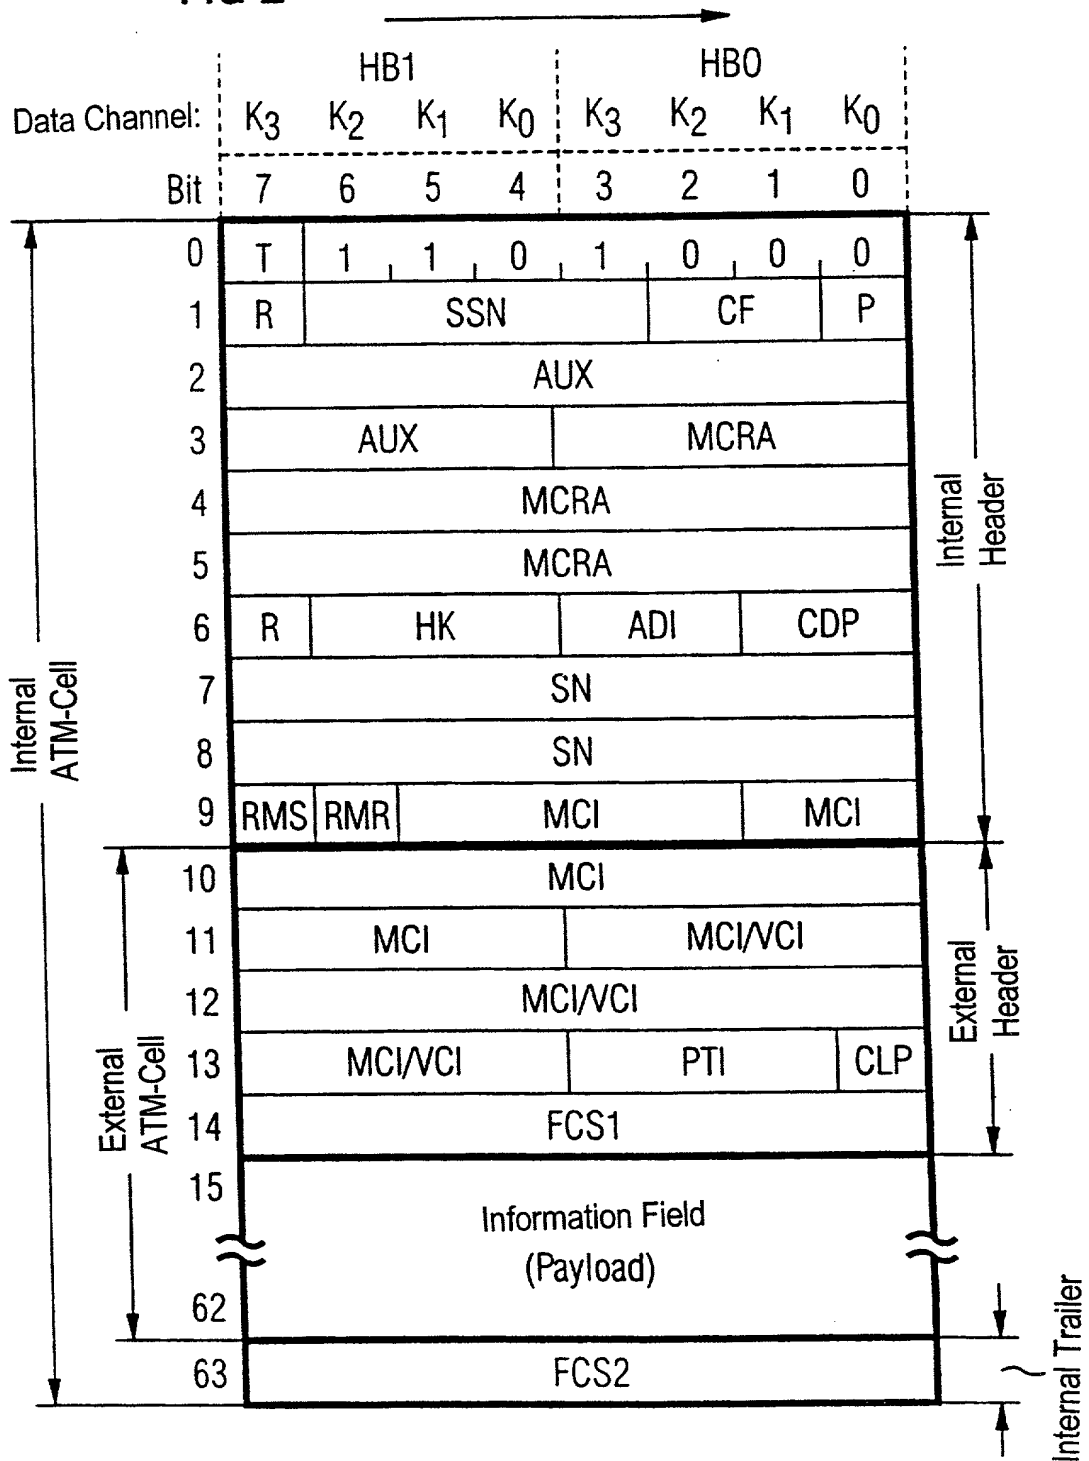 FIG 2
HB1 HB0
Data Channel: K3 K2 K1 K0 K3 K2 K1 K0
Bit 7 6 5 4 3 2 1 0
0 T 1 1 0 1 0 0 0
1 R SSN CF P
2 AUX
3 AUX MCRA
4 MCRA
5 MCRA
6 R HK ADI CDP
7 SN
8 SN
9 RMS RMR MCI MCI
10 MCI
11 MCI MCI/VCI
12 MCI/VCI
13 MCI/VCI PTI CLP
14 FCS1
15
Information Field
(Payload)
62
63 FCS2
Internal
ATM-Cell
External
ATM-Cell
Internal
Header
External
Header
Internal Trailer